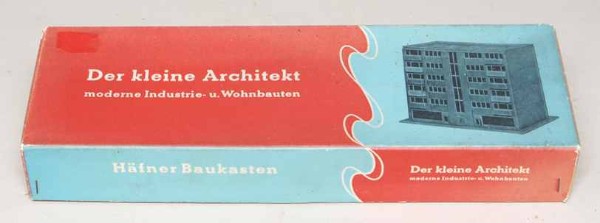 Der kleine Architekt
moderne Industrie- u. Wohnbauten
Häfner Baukasten
Der kleine Architekt
moderne Industrie- u. Wohnbauten